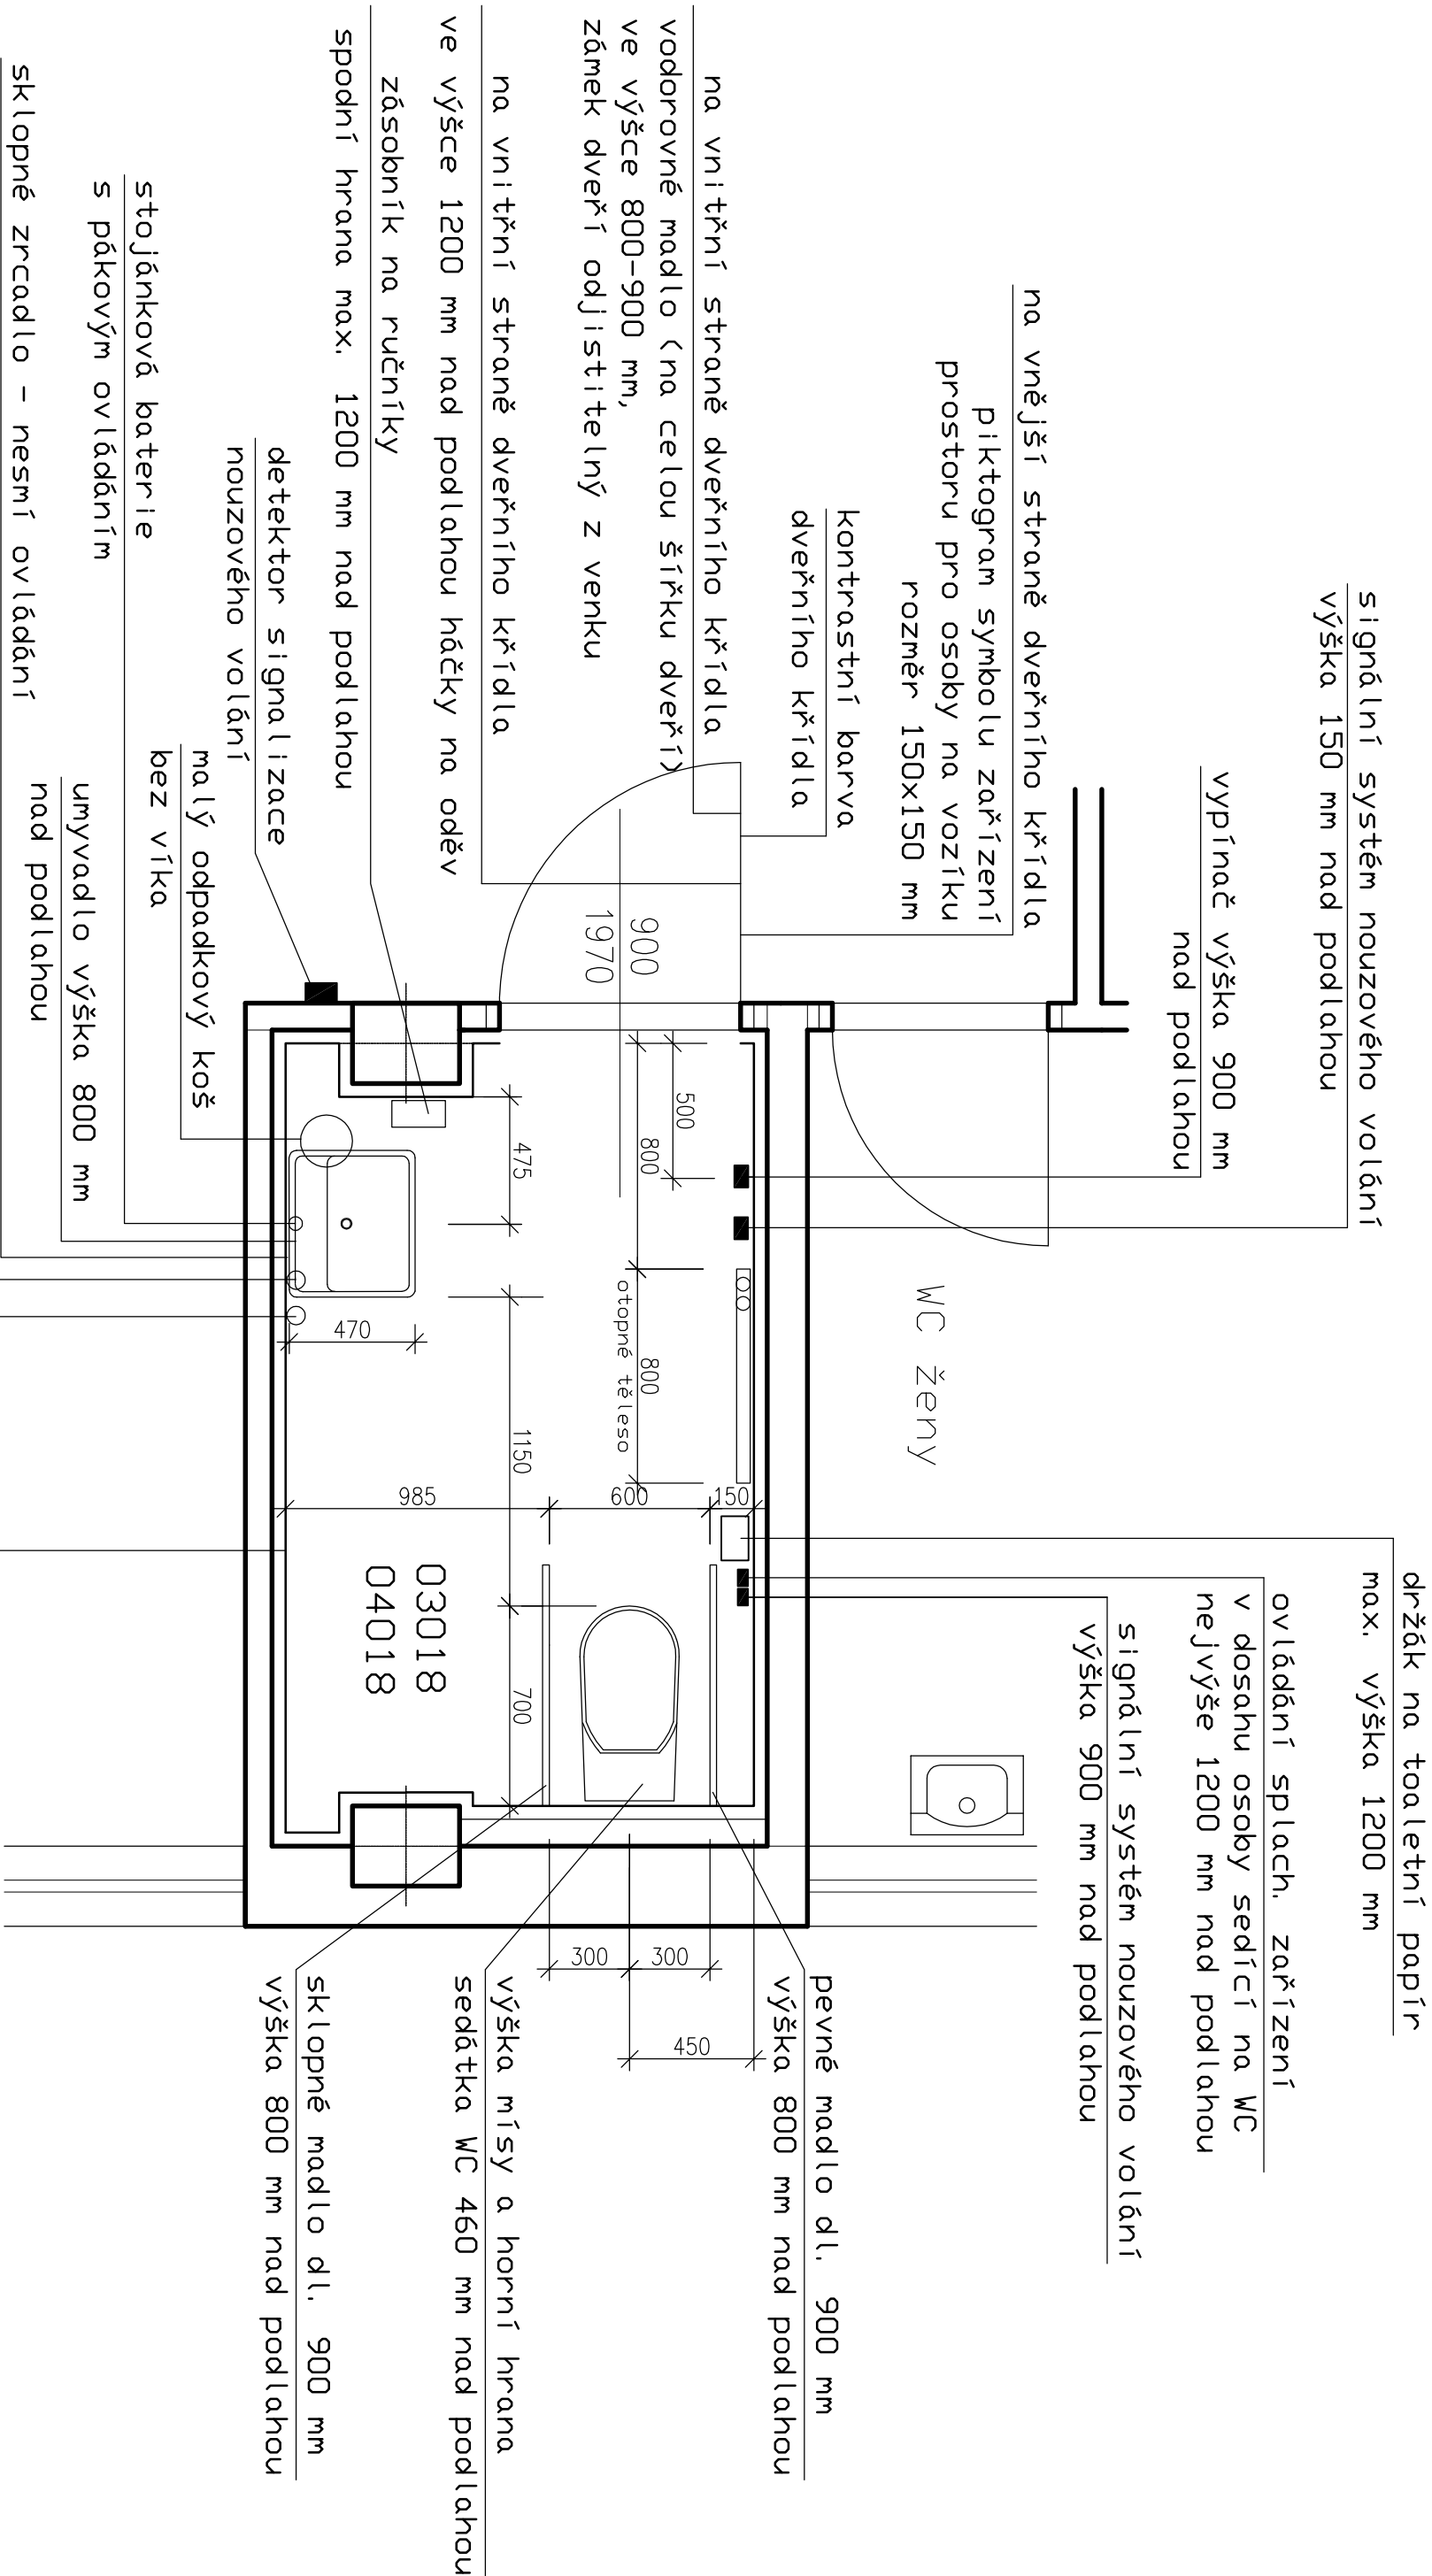 signální systém nouzového volání
výška 150 mm nad podlahou
vypínač výška 900 mm
nad podlahou
na vnější straně dveřního křídla
piktogram symbolu zařízení
prostoru pro osoby na vozíku
rozměr 150x150 mm
kontrastní barva
dveřního křídla
na vnitřní straně dveřního křídla
vodorovné madlo (na celou šířku dveří)
ve výšce 800-900 mm,
zámek dveří odjistitelný z venku
na vnitřní straně dveřního křídla
ve výšce 1200 mm nad podlahou háčky na oděv
zásobník na ručníky
spodní hrana max. 1200 mm nad podlahou
detektor signalizace
nouzového volání
malý odpadkový koš
bez víka
stojánková baterie
s pákovým ovládáním
umyvadlo výška 800 mm
nad podlahou
sklopné zrcadlo - nesmí ovládání
držák na toaletní papír
max. výška 1200 mm
ovládání splach. zařízení
v dosahu osoby sedící na WC
nejvýše 1200 mm nad podlahou
signální systém nouzového volání
výška 900 mm nad podlahou
pevné madlo dl. 900 mm
výška 800 mm nad podlahou
výška mísy a horní hrana
sedátka WC 460 mm nad podlahou
sklopné madlo dl. 900 mm
výška 800 mm nad podlahou
WC ženy
900
1970
500
800
800
otopné těleso
475
1150
700
470
985
600
150
03018
04018
300
300
450